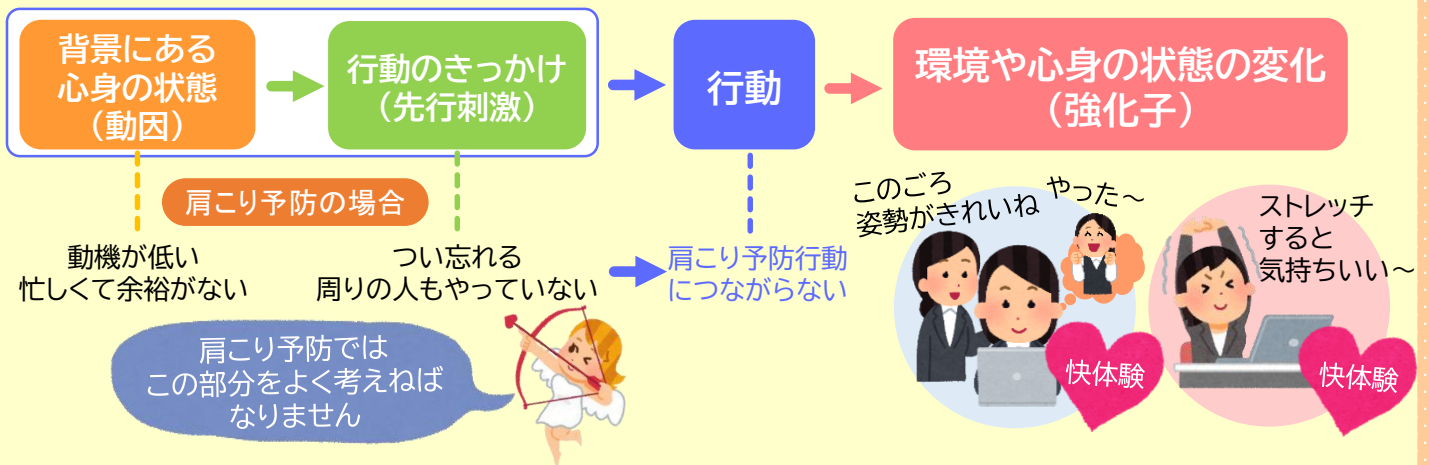 背景にある
心身の状態
（動因）
行動のきっかけ
（先行刺激）
行動
環境や心身の状態の変化
（強化子）
肩こり予防の場合
動機が低い
忙しくて余裕がない
つい忘れる
周りの人もやっていない
肩こり予防行動
につながらない
肩こり予防では
この部分をよく考えねば
なりません
このごろ
姿勢がきれいね
やった～
快体験
ストレッチ
すると
気持ちいい～
快体験